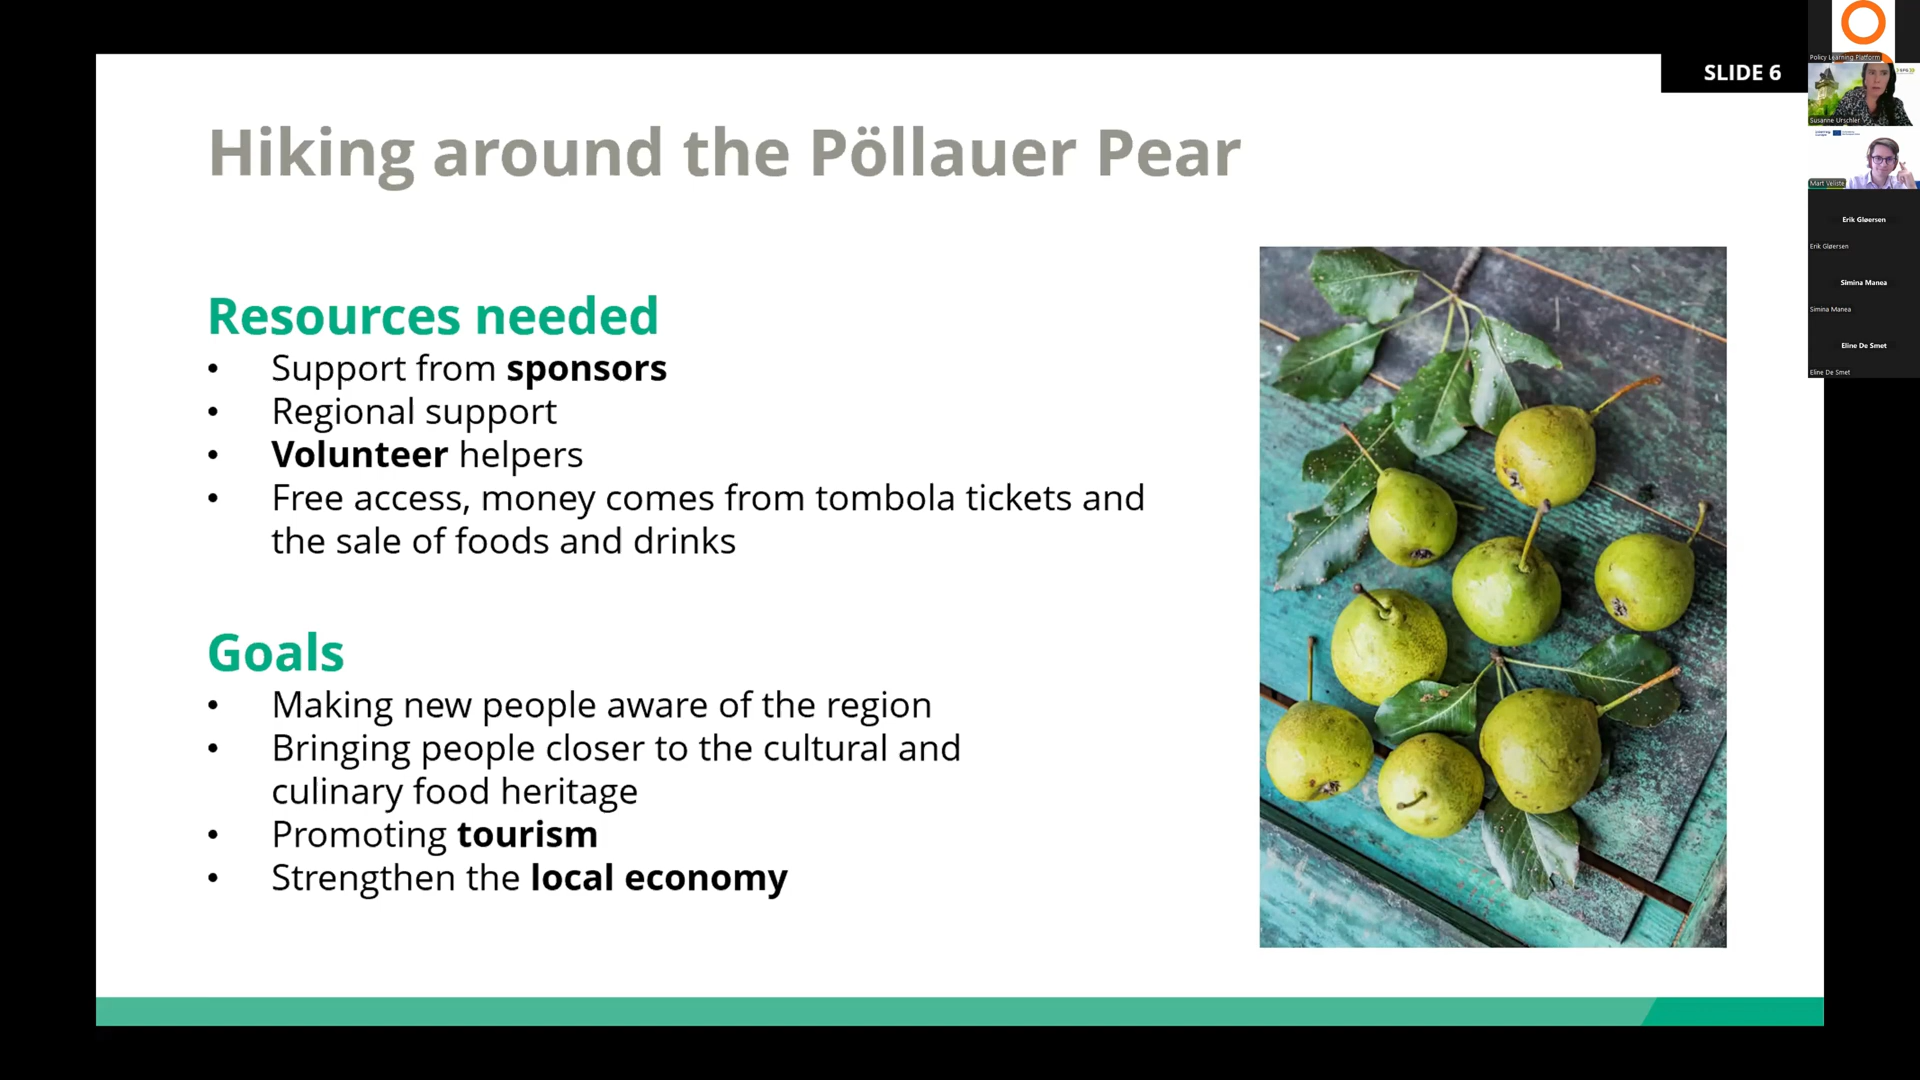 SLIDE 6
Hiking around the Pöllauer Pear
Resources needed
• Support from sponsors
• Regional support
• Volunteer helpers
• Free access, money comes from tombola tickets and
the sale of foods and drinks
Goals
• Making new people aware of the region
• Bringing people closer to the cultural and
culinary food heritage
• Promoting tourism
• Strengthen the local economy
Policy Learning Platform
Susanne Urschler
Mart Veliste
Erik Gløersen
Erik Gløersen
Simina Manea
Simina Manea
Eline De Smet
Eline De Smet